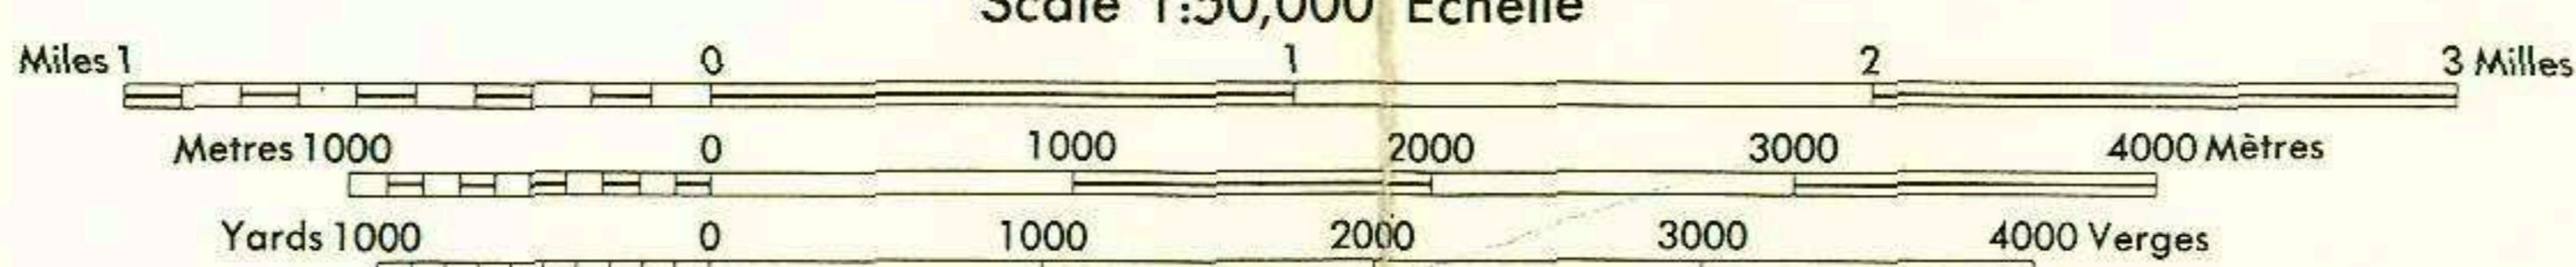 Scale 1:50,000 Échelle
Miles 1 0 1 2 3 Milles
Metres 1000 0 1000 2000 3000 4000 Mètres
Yards 1000 0 1000 2000 3000 4000 Verges